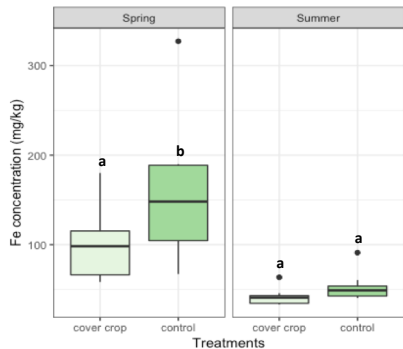 Spring Summer
Fe concentration (mg/kg)
300
200
100
a b
a a
cover crop control cover crop control
Treatments